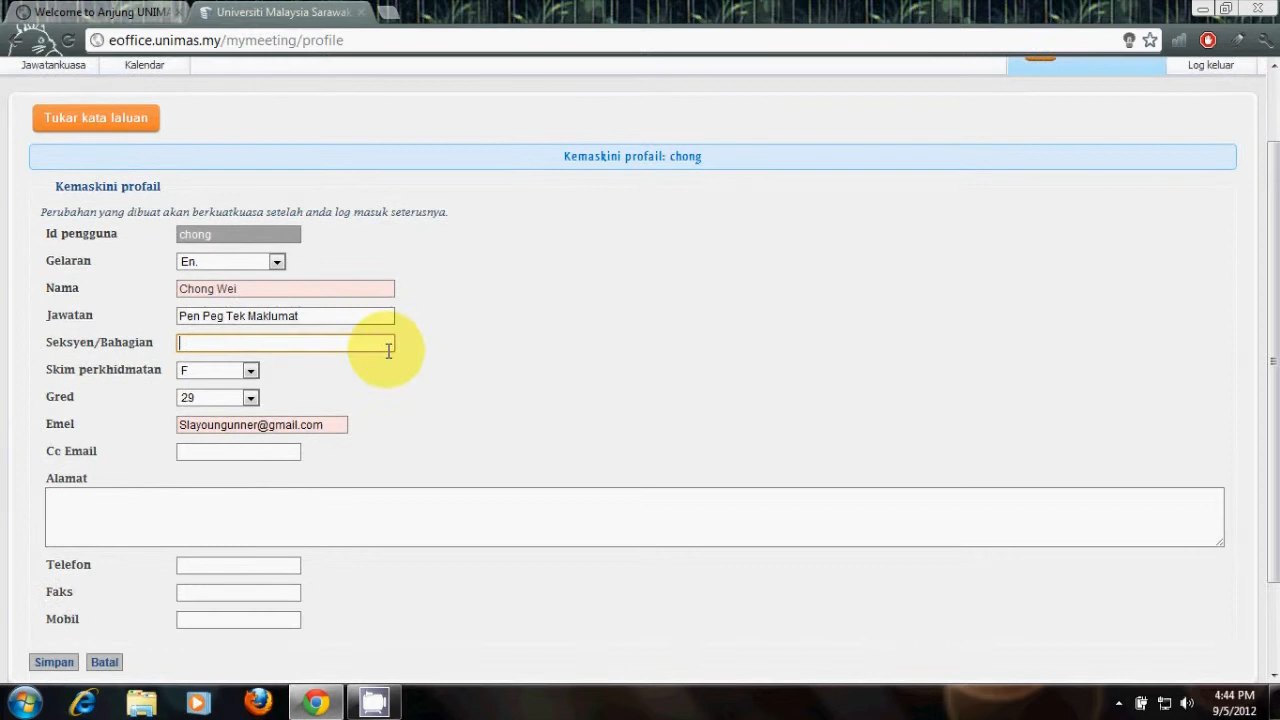 Welcome to Anjung UNIMA
Universiti Malaysia Sarawak
eoffice.unimas.my/mymeeting/profile
Jawatankuasa
Kalendar
Log keluar
Tukar kata laluan
Kemaskini profail: chong
Kemaskini profail
Perubahan yang dibuat akan berkuatkuasa setelah anda log masuk seterusnya.
Id pengguna chong
Gelaran En.
Nama Chong Wei
Jawatan Pen Peg Tek Maklumat
Seksyen/Bahagian
Skim perkhidmatan F
Gred 29
Emel Slayoungunner@gmail.com
Cc Email
Alamat
Telefon
Faks
Mobil
Simpan Batal
4:44 PM
9/5/2012